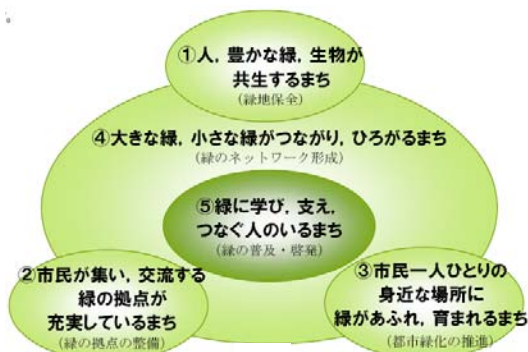 。
①人，豊かな緑，生物が
共生するまち
(緑地保全)
④大きな緑，小さな緑がつながり，ひろがるまち
(緑のネットワーク形成)
⑤緑に学び，支え，
つなぐ人のいるまち
(緑の普及・啓発)
②市民が集い，交流する
緑の拠点が
充実しているまち
(緑の拠点の整備)
③市民一人ひとりの
身近な場所に
緑があふれ，育まれるまち
(都市緑化の推進)